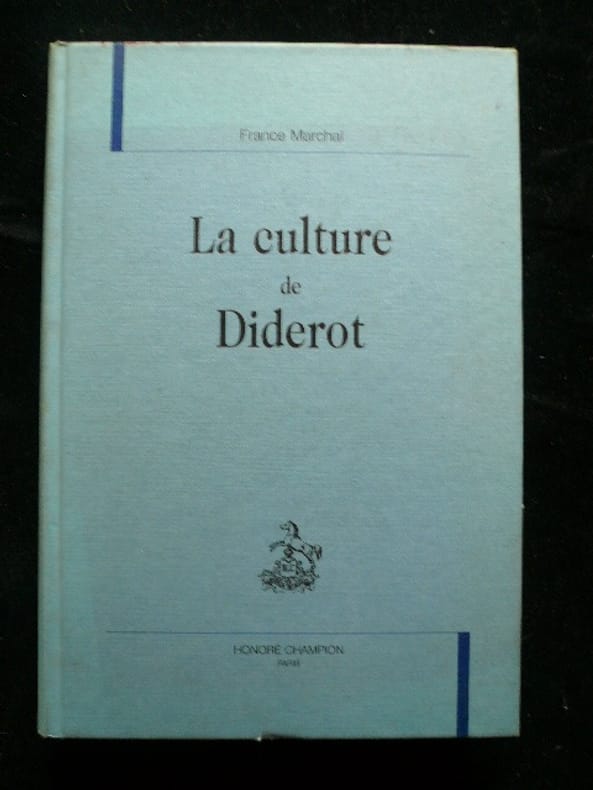 France Marchal
La culture
de
Diderot
HONORÉ CHAMPION
PARIS